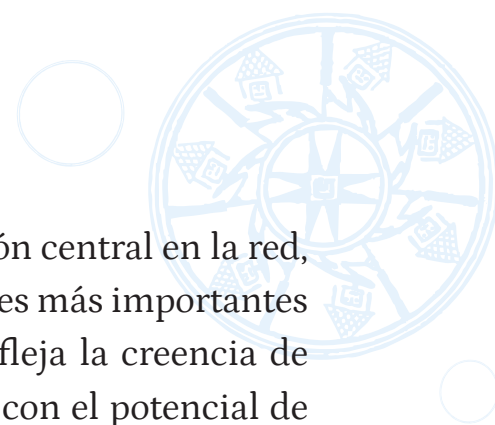 ón central en la red,
es más importantes
fleja la creencia de
con el potencial de